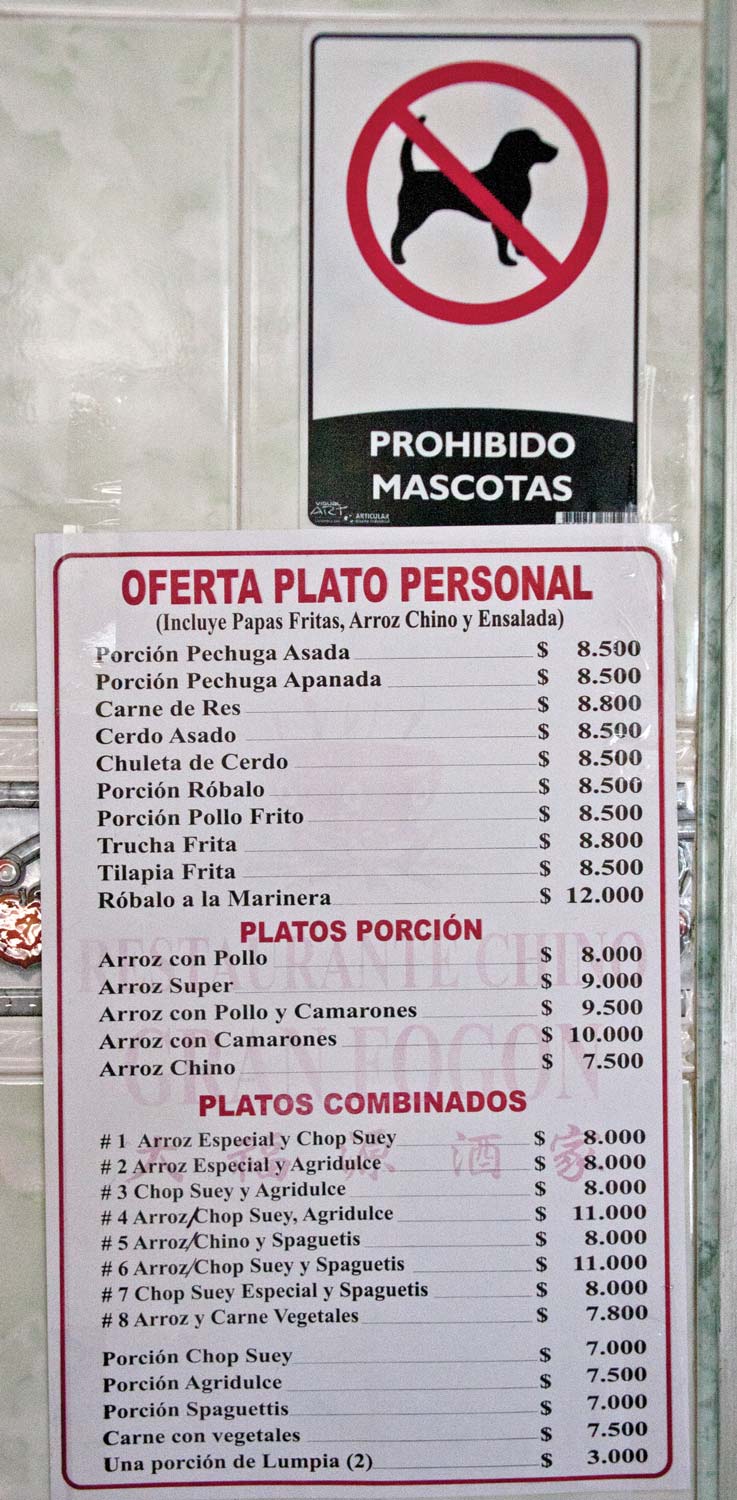 PROHIBIDO
MASCOTAS
VISUAL
ART
ARTICULAR
OFERTA PLATO PERSONAL
(Incluye Papas Fritas, Arroz Chino y Ensalada)
Porción Pechuga Asada $ 8.500
Porción Pechuga Apanada $ 8.500
Carne de Res $ 8.800
Cerdo Asado $ 8.500
Chuleta de Cerdo $ 8.500
Porción Róbalo $ 8.500
Porción Pollo Frito $ 8.500
Trucha Frita $ 8.800
Tilapia Frita $ 8.500
Róbalo a la Marinera $ 12.000
PLATOS PORCIÓN
RESTAURANTE CHINO
Arroz con Pollo $ 8.000
Arroz Super $ 9.000
Arroz con Pollo y Camarones $ 9.500
GRAN FOGON
Arroz con Camarones $ 10.000
Arroz Chino $ 7.500
PLATOS COMBINADOS
# 1 Arroz Especial y Chop Suey $ 8.000
# 2 Arroz Especial y Agridulce $ 8.000
# 3 Chop Suey y Agridulce $ 8.000
# 4 Arroz/Chop Suey, Agridulce $ 11.000
# 5 Arroz/Chino y Spaguetis $ 8.000
# 6 Arroz/Chop Suey y Spaguetis $ 11.000
# 7 Chop Suey Especial y Spaguetis $ 8.000
# 8 Arroz y Carne Vegetales $ 7.800
Porción Chop Suey $ 7.000
Porción Agridulce $ 7.500
Porción Spaguettis $ 7.000
Carne con vegetales $ 7.500
Una porción de Lumpia (2) $ 3.000